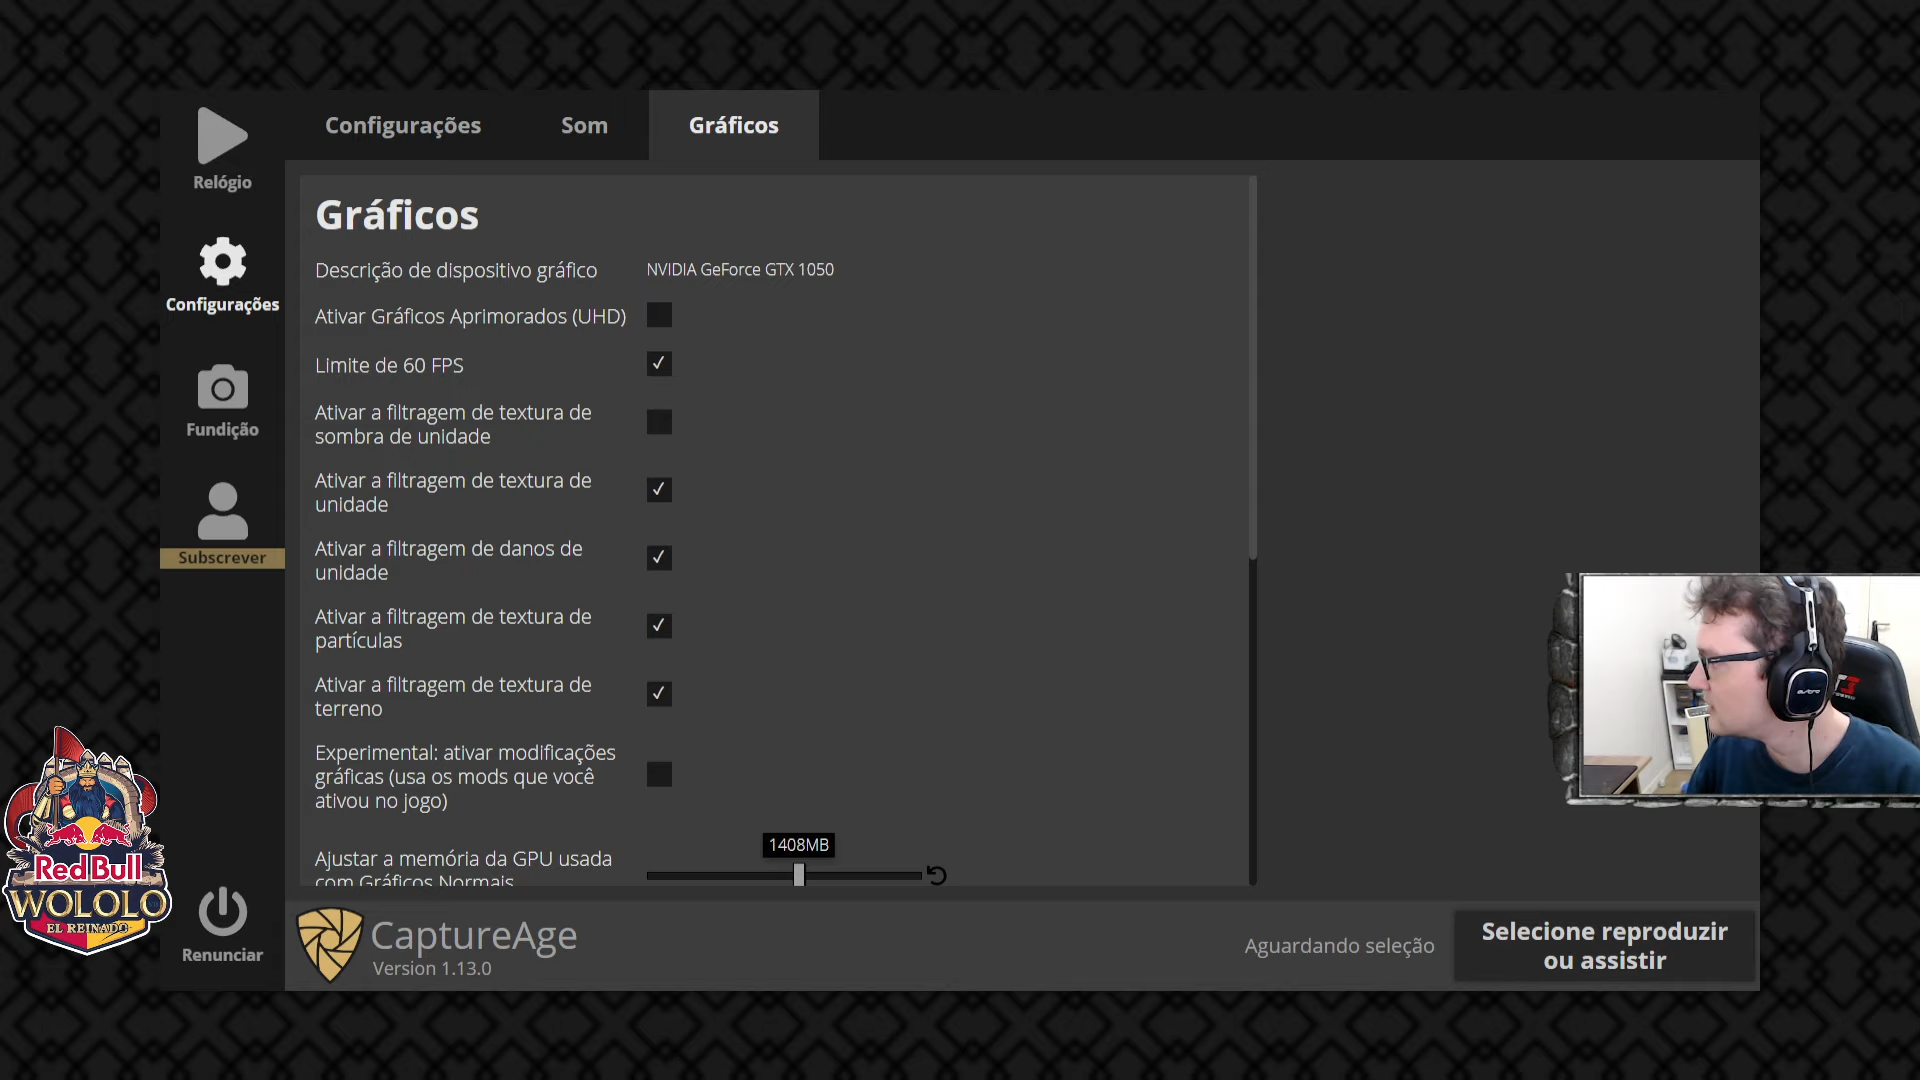 Configurações
Som
Gráficos
Relógio
Configurações
Fundição
Subscrever
Renunciar
Gráficos
Descrição de dispositivo gráfico
NVIDIA GeForce GTX 1050
Ativar Gráficos Aprimorados (UHD)
Limite de 60 FPS
Ativar a filtragem de textura de
sombra de unidade
Ativar a filtragem de textura de
unidade
Ativar a filtragem de danos de
unidade
Ativar a filtragem de textura de
partículas
Ativar a filtragem de textura de
terreno
Experimental: ativar modificações
gráficas (usa os mods que você
ativou no jogo)
1408MB
Ajustar a memória da GPU usada
com Gráficos Normais
CaptureAge
Version 1.13.0
Aguardando seleção
Selecione reproduzir
ou assistir
Red Bull
WOLOLO
EL REINADO
astro